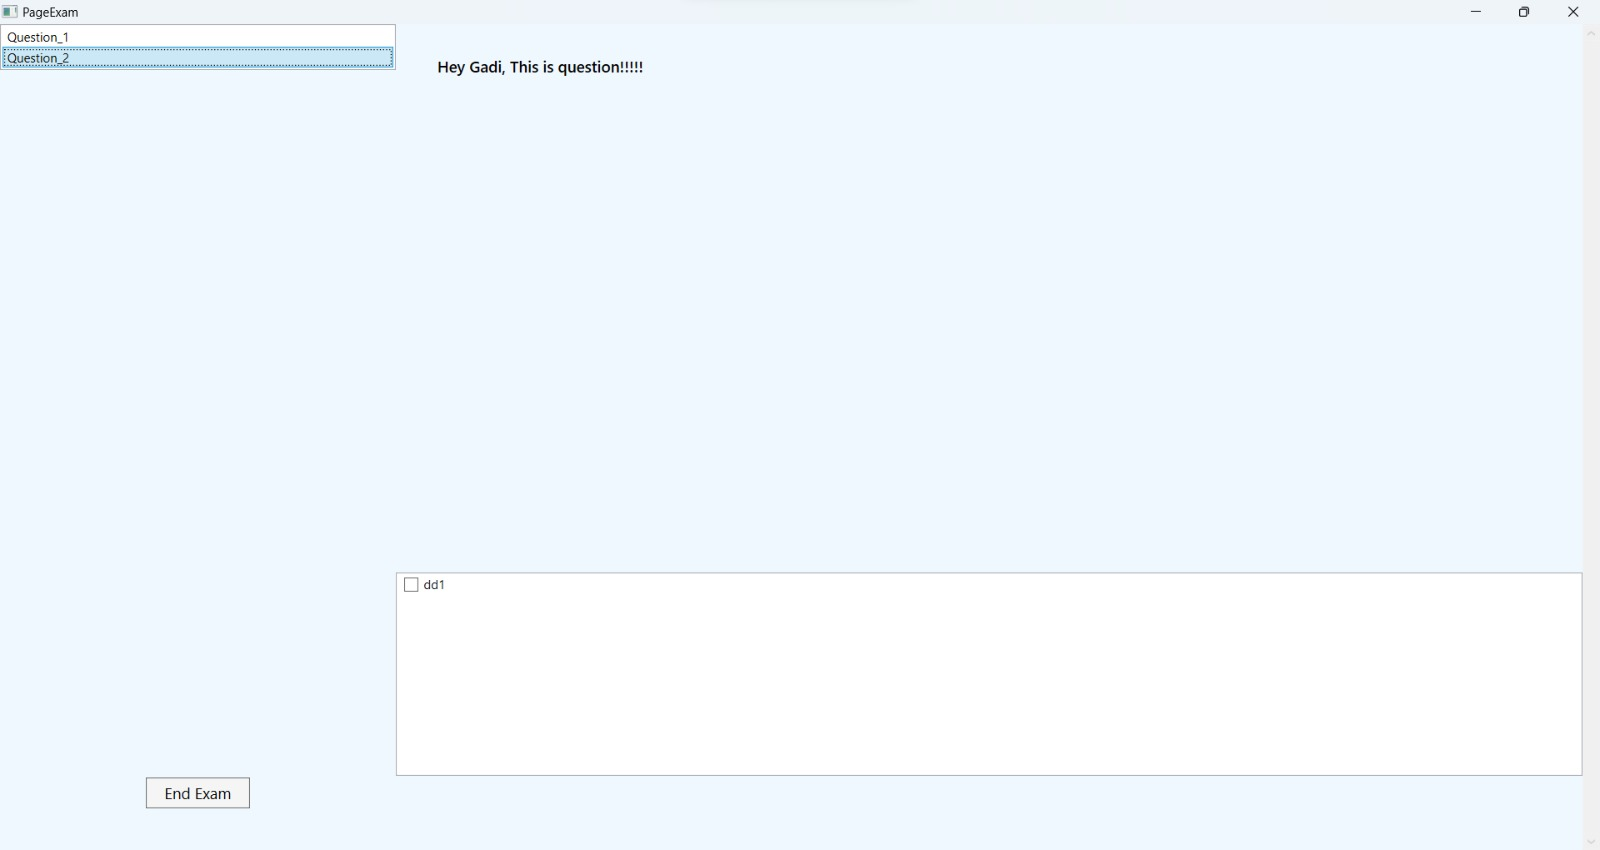 PageExam
Question_1
Question_2
Hey Gadi, This is question!!!!!
dd1
End Exam